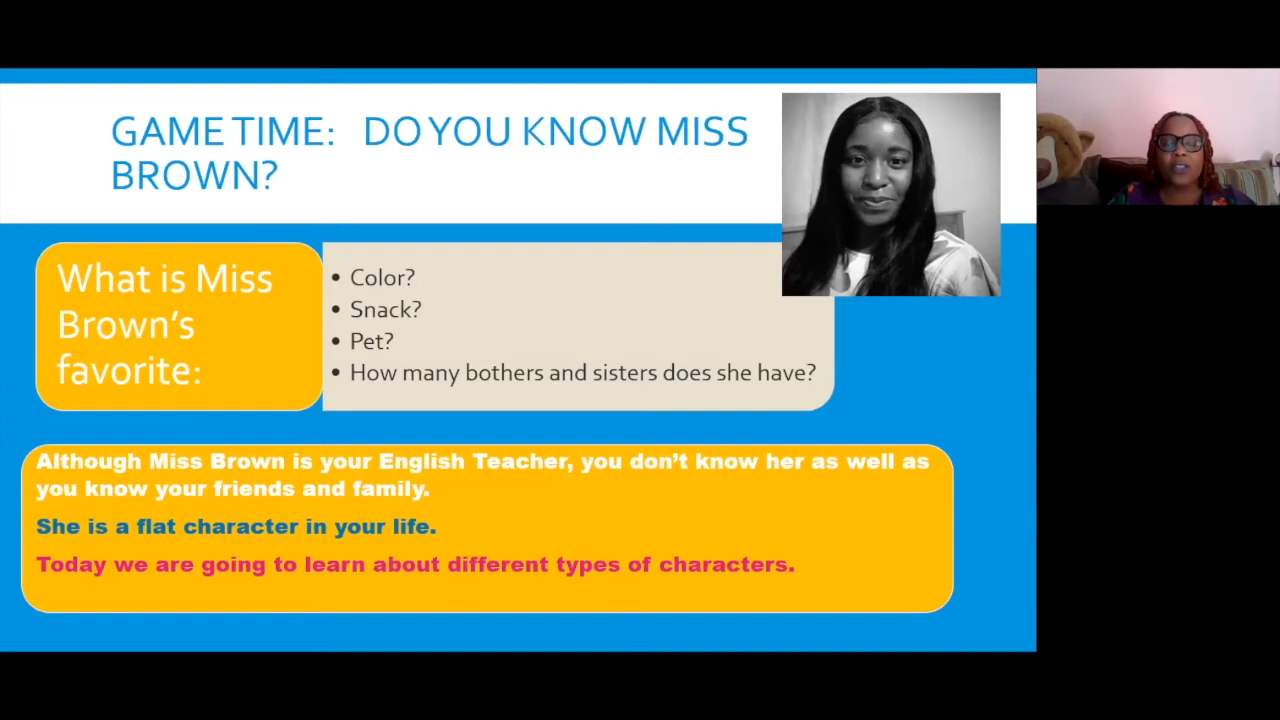 GAME TIME: DO YOU KNOW MISS
BROWN?
What is Miss
Brown's
favorite:
• Color?
• Snack?
• Pet?
• How many bothers and sisters does she have?
Although Miss Brown is your English Teacher, you don't know her as well as
you know your friends and family.
She is a flat character in your life.
Today we are going to learn about different types of characters.